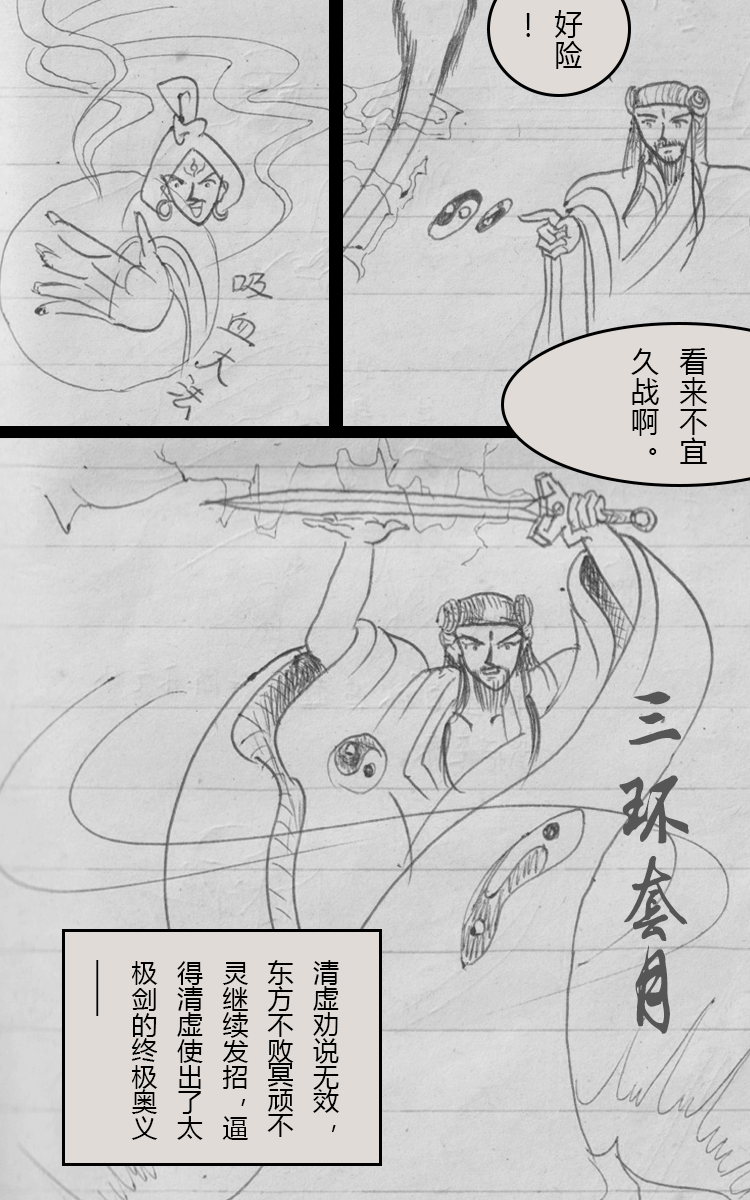 吸血大法
好险
！
看来不宜
久战啊。
三环套月
清虚劝说无效，
东方不败冥顽不
灵继续发招，逼
得清虚使出了太
极剑的终极奥义
——